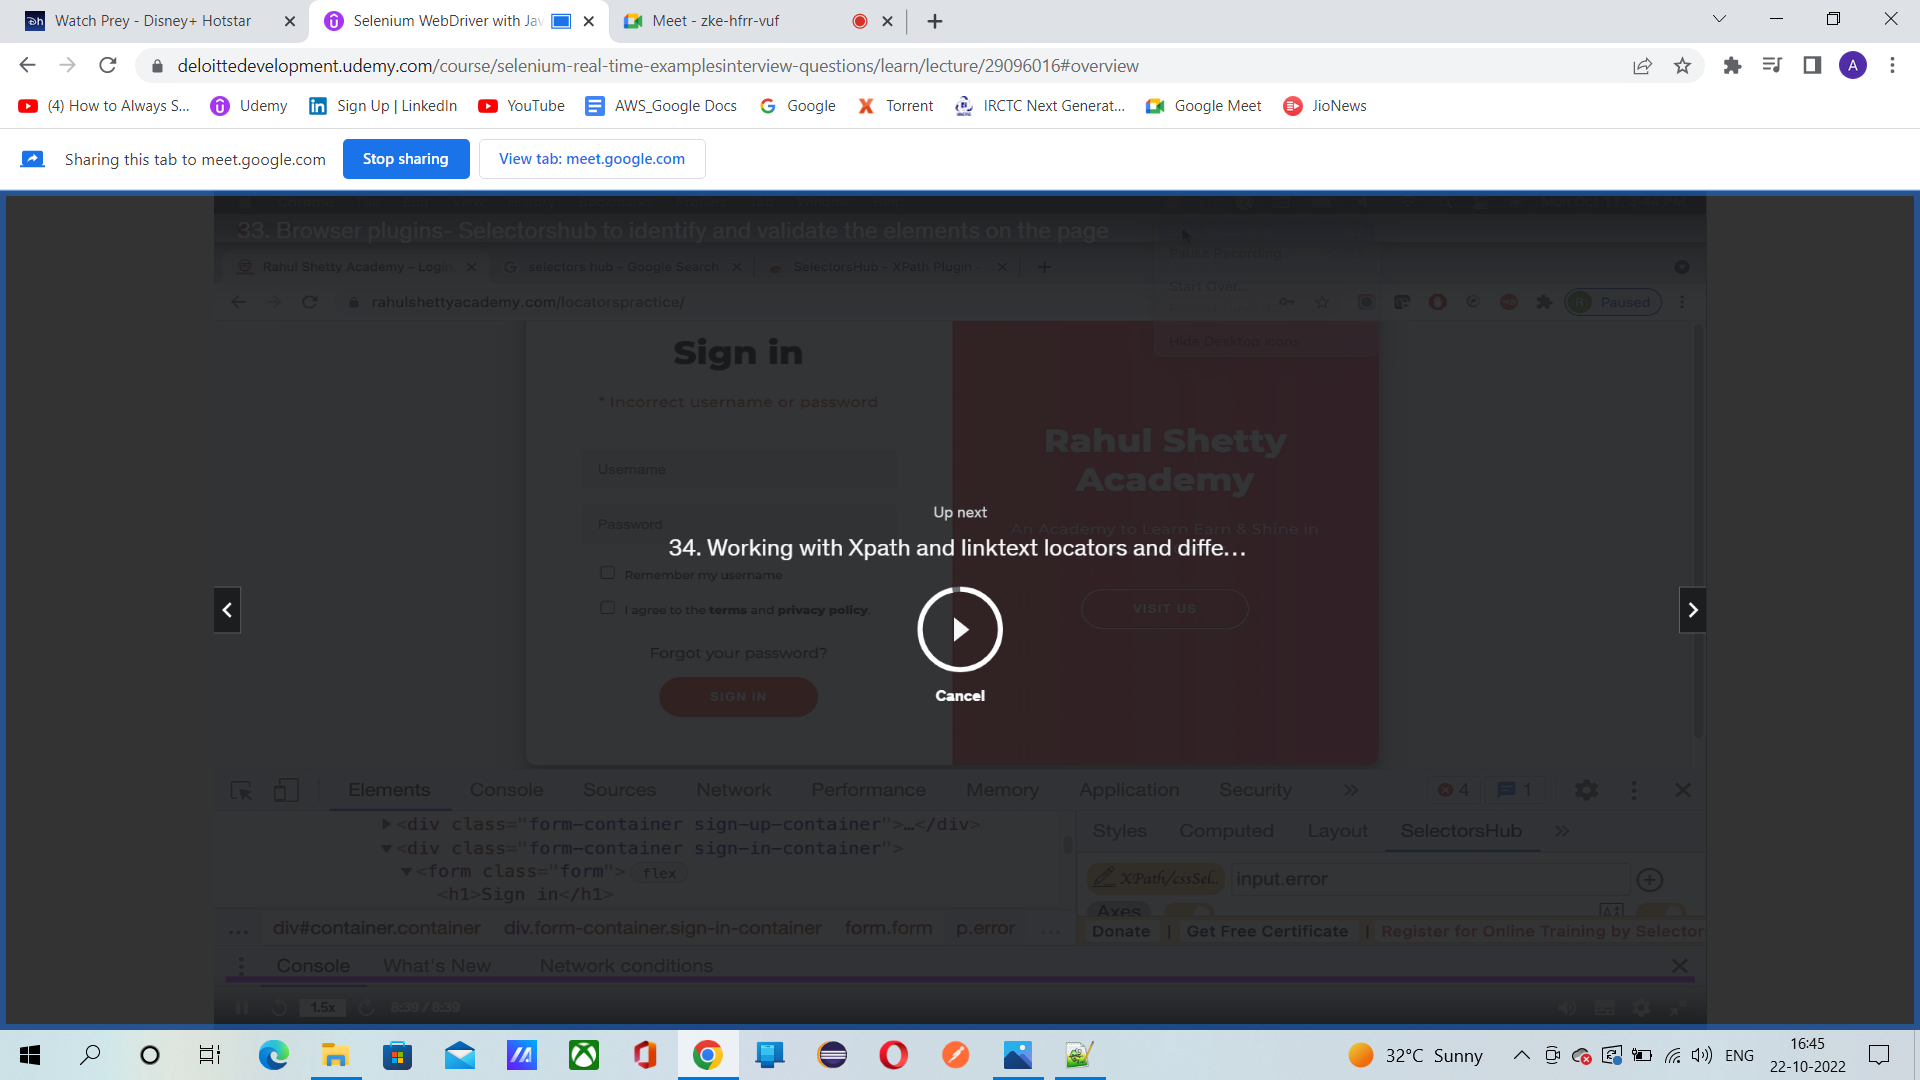 Watch Prey - Disney+ Hotstar
Selenium WebDriver with Jav
Meet - zke-hfrr-vuf
deloittedevelopment.udemy.com/course/selenium-real-time-examplesinterview-questions/learn/lecture/29096016#overview
A
(4) How to Always S...
Udemy
Sign Up | LinkedIn
YouTube
AWS_Google Docs
Google
Torrent
IRCTC Next Generat...
Google Meet
JioNews
Sharing this tab to meet.google.com
Stop sharing
View tab: meet.google.com
33. Browser plugins- Selectorshub to identify and validate the elements on the page
Pause Recording
Rahul Shetty Academy - Login
selectors hub - Google Search
SelectorsHub - XPath Plugin -
Start Over...
rahulshettyacademy.com/locatorspractice/
R
Paused
Hide Desktop Icons
Sign in
* Incorrect username or password
Username
Password
Remember my username
I agree to the terms and privacy policy.
Forgot your password?
SIGN IN
Rahul Shetty
Academy
An Academy to Learn Earn & Shine in
VISIT US
Up next
34. Working with Xpath and linktext locators and diffe...
Cancel
Elements
Console
Sources
Network
Performance
Memory
Application
Security
4
1
<div class="form-container sign-up-container">…</div>
<div class="form-container sign-in-container">
<form class="form"> flex
<h1>Sign in</h1>
Styles
Computed
Layout
SelectorsHub
XPath/cssSel..
input.error
Axes
... div#container.container div.form-container.sign-in-container form.form p.error ...
Donate | Get Free Certificate | Register for Online Training by Selector
Console
What's New
Network conditions
1.5x
6:39 / 6:39
32°C Sunny
ENG
16:45
22-10-2022